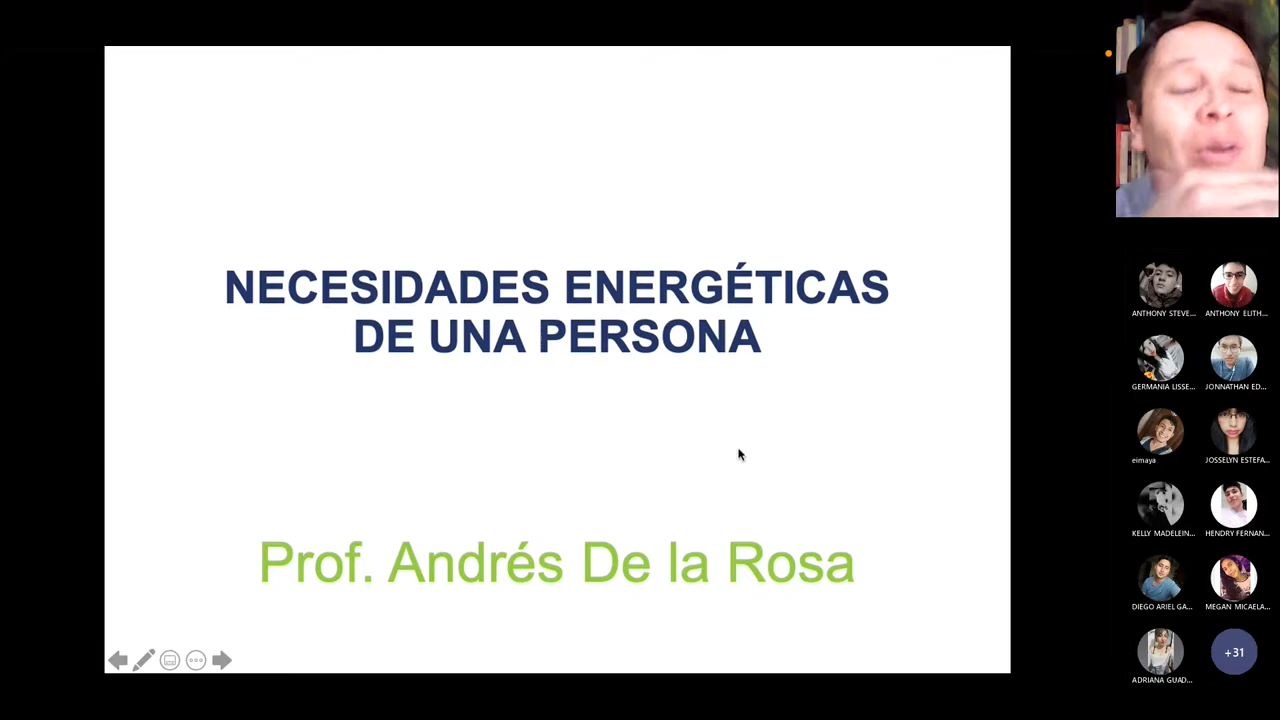 NECESIDADES ENERGÉTICAS
DE UNA PERSONA
Prof. Andrés De la Rosa
ANTHONY STEVE...
ANTHONY ELITH...
GERMANIA LISSE...
JONNATHAN ED...
eimaya
JOSSELYN ESTEFA...
KELLY MADELEIN...
HENDRY FERNAN...
DIEGO ARIEL GA...
MEGAN MICAELA...
ADRIANA GUAD...
+31